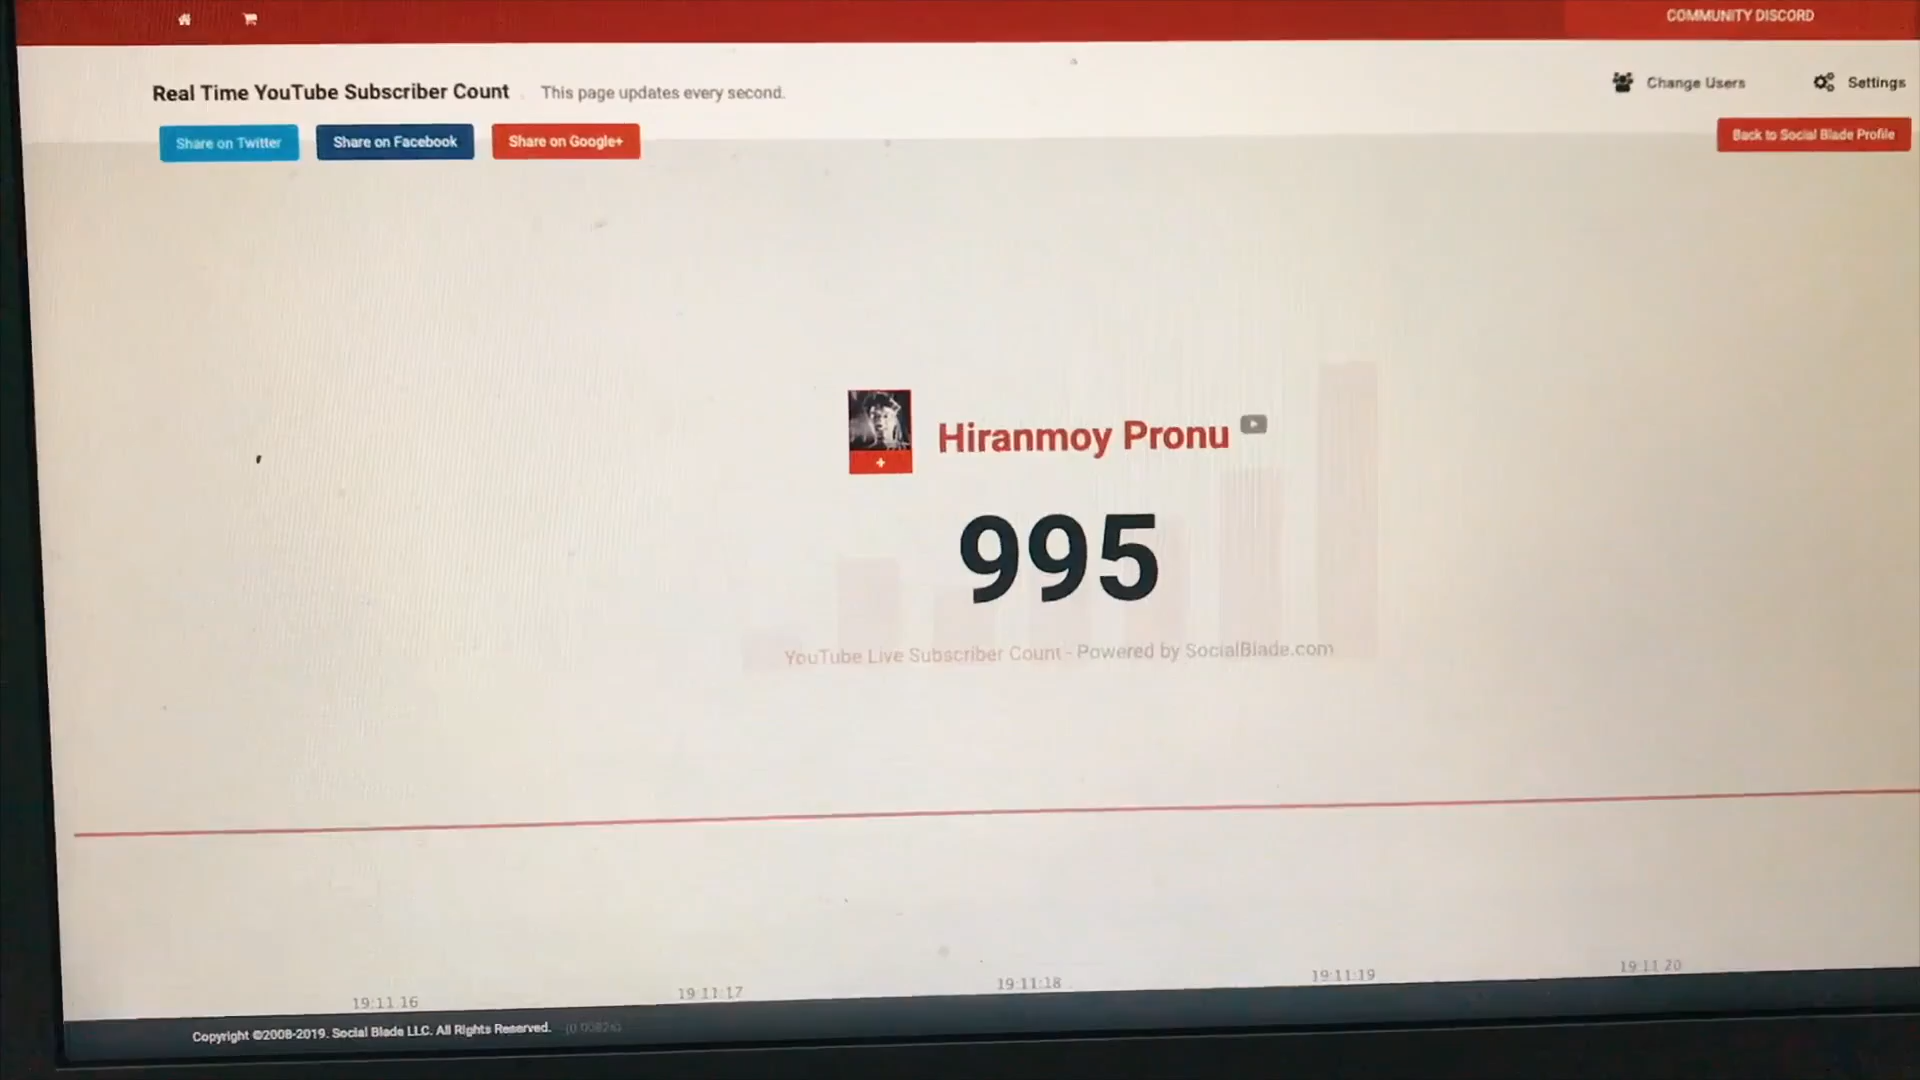 COMMUNITY DISCORD
Real Time YouTube Subscriber Count This page updates every second.
Change Users Settings
Share on Twitter Share on Facebook Share on Google+
Back to Social Blade Profile
Hiranmoy Pronu
+
995
YouTube Live Subscriber Count - Powered by SocialBlade.com
19:11:16 19:11:17 19:11:18 19:11:19 19:11:20
Copyright ©2008-2019. Social Blade LLC. All Rights Reserved.